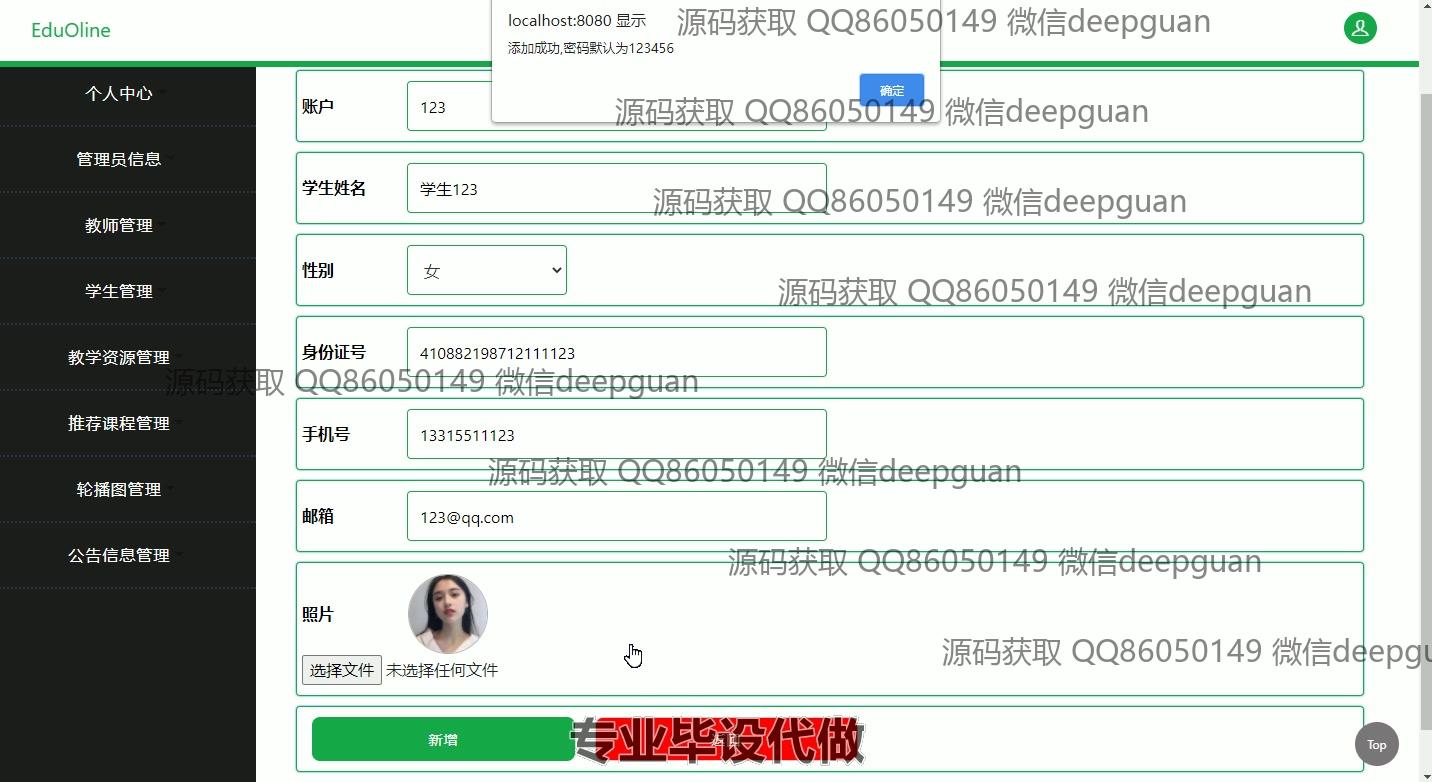 EduOline
localhost:8080 显示
添加成功,密码默认为123456
确定
源码获取 QQ86050149 微信deepguan
个人中心
管理员信息
教师管理
学生管理
教学资源管理
推荐课程管理
轮播图管理
公告信息管理
账户 123
源码获取 QQ86050149 微信deepguan
学生姓名 学生123
源码获取 QQ86050149 微信deepguan
性别 女
源码获取 QQ86050149 微信deepguan
身份证号 410882198712111123
源码获取 QQ86050149 微信deepguan
手机号 13315511123
源码获取 QQ86050149 微信deepguan
邮箱 123@qq.com
源码获取 QQ86050149 微信deepguan
照片
源码获取 QQ86050149 微信deepgu
选择文件 未选择任何文件
新增
专业毕设代做
Top